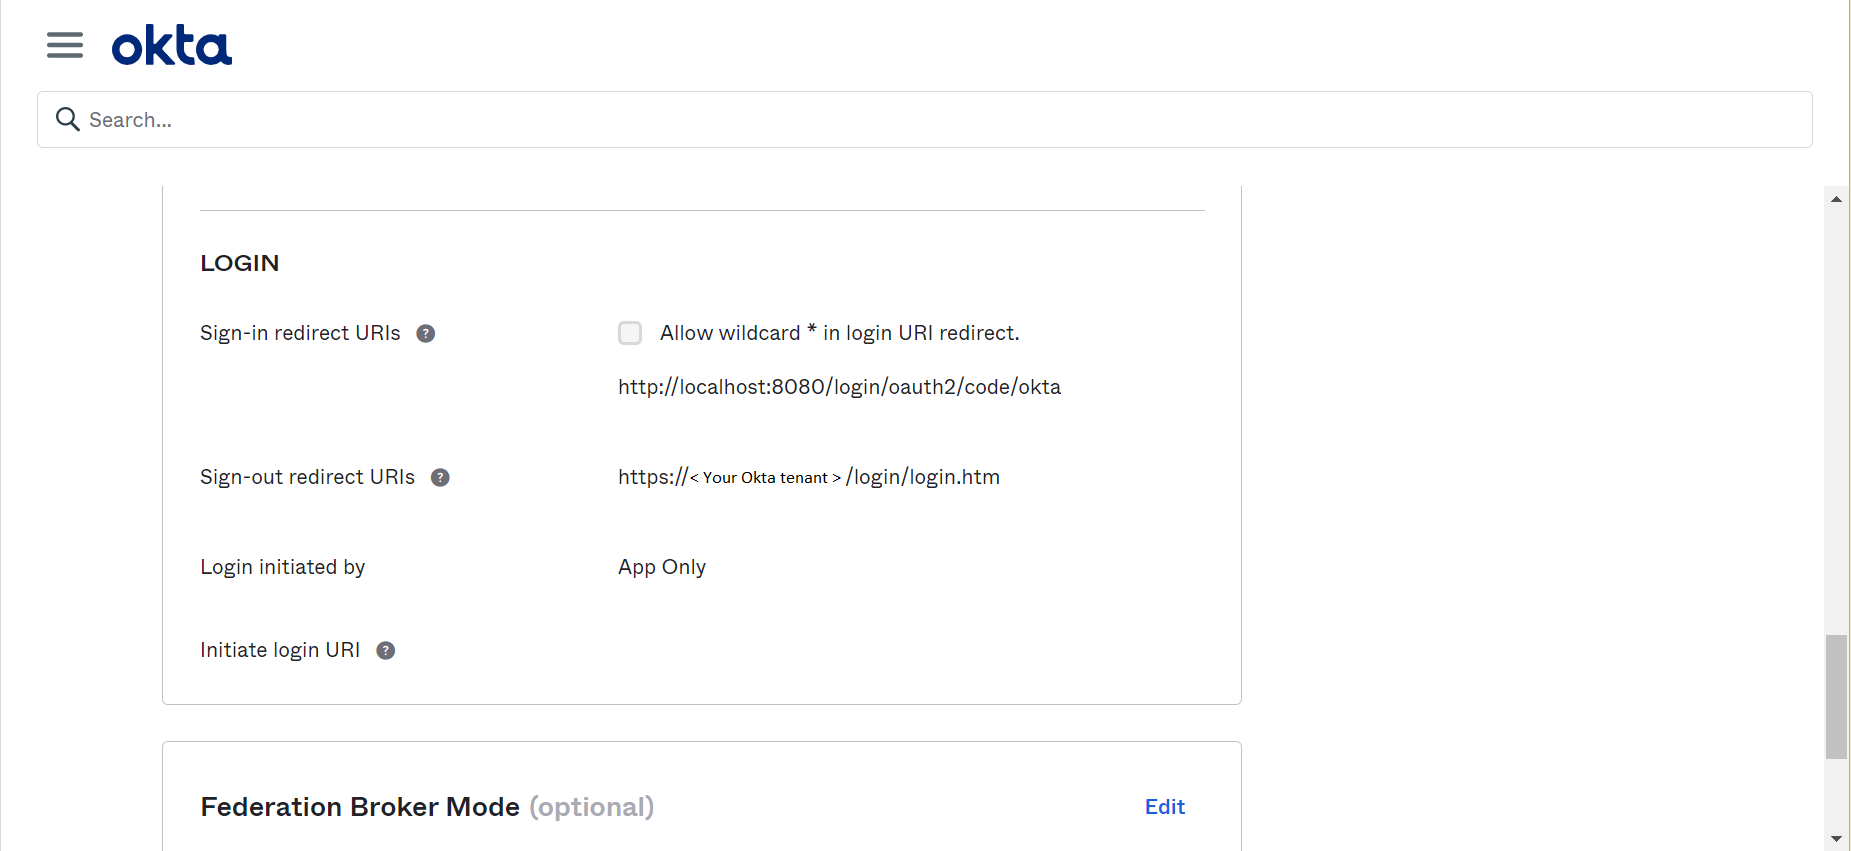 okta
Search...
LOGIN
Sign-in redirect URIs ?
Allow wildcard * in login URI redirect.
http://localhost:8080/login/oauth2/code/okta
Sign-out redirect URIs ?
https://< Your Okta tenant >/login/login.htm
Login initiated by
App Only
Initiate login URI ?
Federation Broker Mode (optional)
Edit